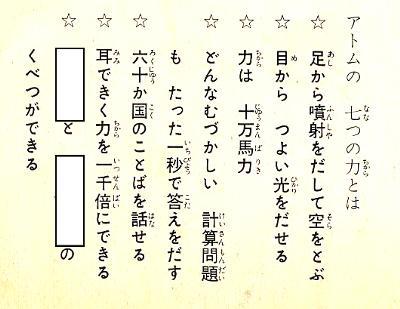 アトムの 七つの力とは
☆ 足から噴射をだして空をとぶ
☆ 目から つよい光をだせる
☆ 力は 十万馬力
☆ どんなむづかしい 計算問題
も たった一秒で答えをだす
☆ 六十か国のことばを話せる
☆ 耳できく力を一千倍にできる
☆ と の
くべつができる